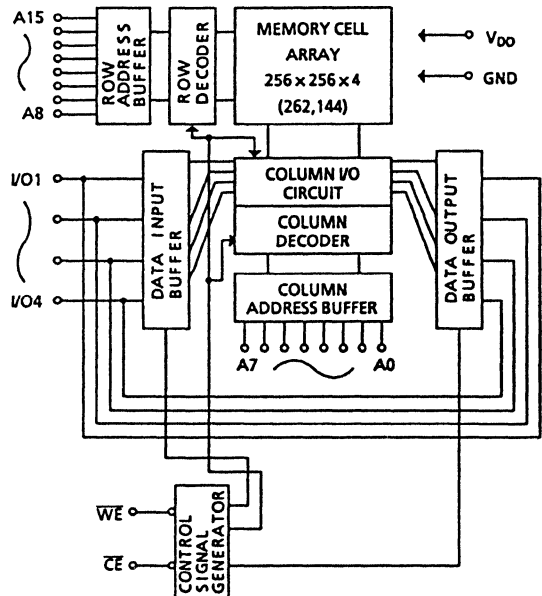 A15
A8
ROW ADDRESS BUFFER
ROW DECODER
MEMORY CELL
ARRAY
256 x 256 x 4
(262,144)
VDD
GND
I/O1
I/O4
DATA INPUT BUFFER
COLUMN I/O
CIRCUIT
COLUMN
DECODER
COLUMN
ADDRESS BUFFER
DATA OUTPUT BUFFER
A7
A0
WE
CE
CONTROL
SIGNAL
GENERATOR